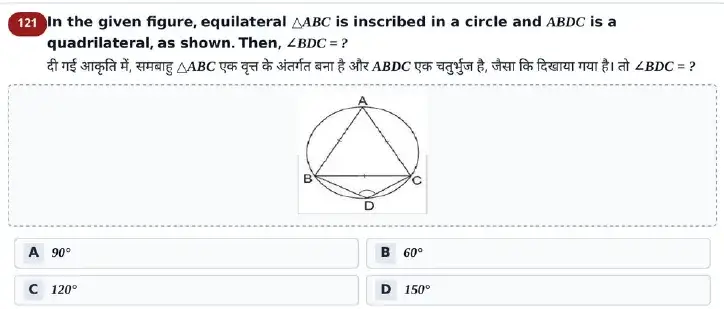 121 In the given figure, equilateral △ABC is inscribed in a circle and ABDC is a
quadrilateral, as shown. Then, ∠BDC = ?
दी गई आकृति में, समबाहु △ABC एक वृत्त के अंतर्गत बना है और ABDC एक चतुर्भुज है, जैसा कि दिखाया गया है। तो ∠BDC = ?
A
B C
D
A 90°
B 60°
C 120°
D 150°